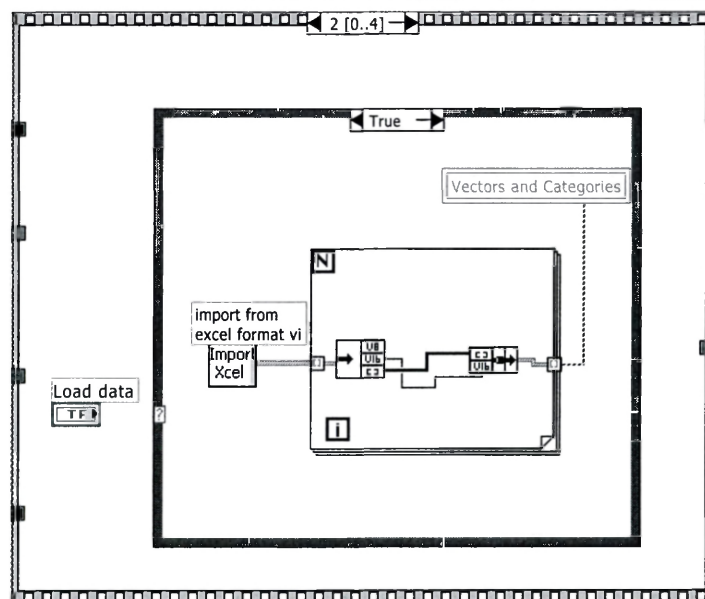 2 [0..4]
True
Vectors and Categories
N
import from
excel format vi
Import
Xcel
U8
U16
[ ]
[ ]
U16
Load data
TF
?
i